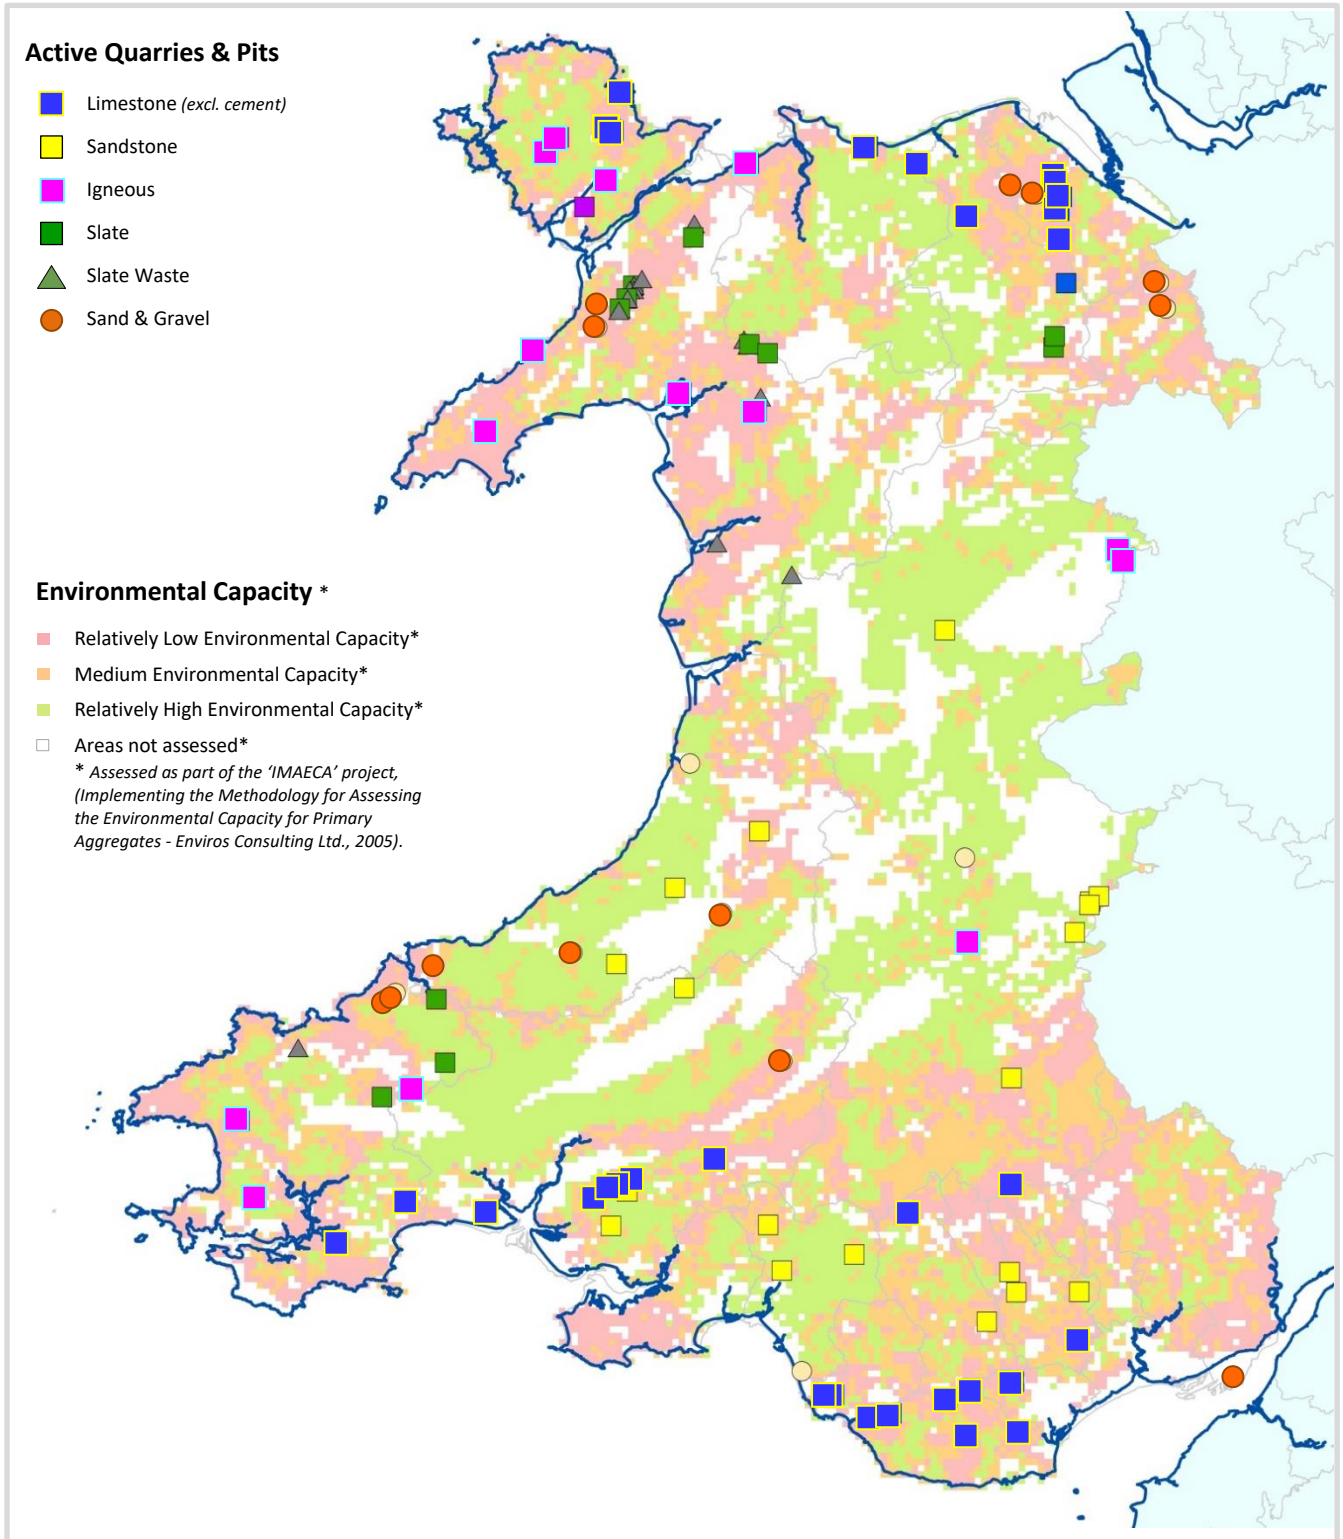 Active Quarries & Pits
Limestone (excl. cement)
Sandstone
Igneous
Slate
Slate Waste
Sand & Gravel
Environmental Capacity *
Relatively Low Environmental Capacity*
Medium Environmental Capacity*
Relatively High Environmental Capacity*
Areas not assessed*
* Assessed as part of the ‘IMAECA’ project,
(Implementing the Methodology for Assessing
the Environmental Capacity for Primary
Aggregates - Enviros Consulting Ltd., 2005).